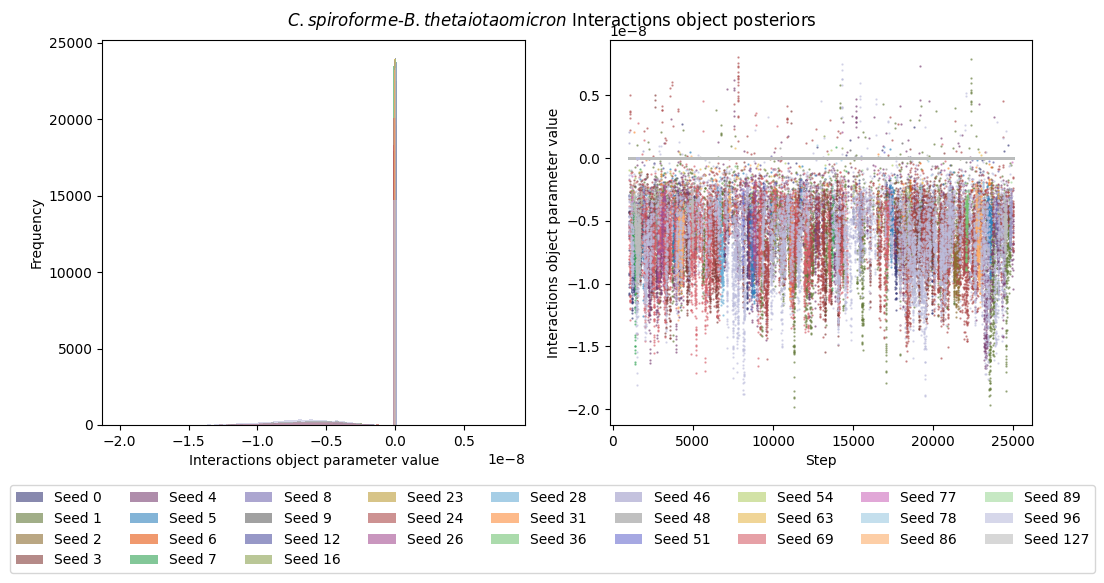 C. spiroforme-B. thetaiotaomicron Interactions object posteriors
25000
20000
15000
10000
5000
0
Frequency
−2.0 −1.5 −1.0 −0.5 0.0 0.5
1e−8
Interactions object parameter value
1e−8
0.5
0.0
−0.5
−1.0
−1.5
−2.0
Interactions object parameter value
0 5000 10000 15000 20000 25000
Step
Seed 0 Seed 4 Seed 8 Seed 23 Seed 28 Seed 46 Seed 54 Seed 77 Seed 89
Seed 1 Seed 5 Seed 9 Seed 24 Seed 31 Seed 48 Seed 63 Seed 78 Seed 96
Seed 2 Seed 6 Seed 12 Seed 26 Seed 36 Seed 51 Seed 69 Seed 86 Seed 127
Seed 3 Seed 7 Seed 16